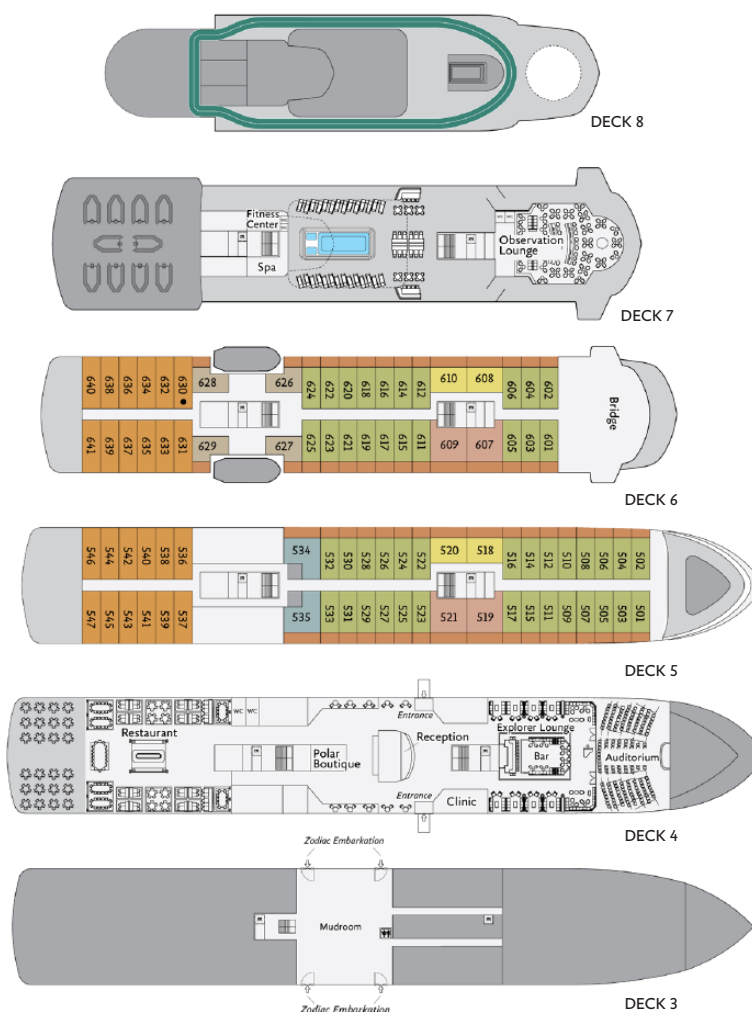 DECK 8
Fitness
Center
Spa
Observation
Lounge
DECK 7
640 638 636 634 632 630 628 626 624 622 620 618 616 614 612 610 608 606 604 602
Bridge
641 639 637 635 633 631 629 627 625 623 621 619 617 615 611 609 607 605 603 601
DECK 6
546 544 542 540 538 536 534 532 530 528 526 524 522 520 518 516 514 512 510 508 506 504 502
547 545 543 541 539 537 535 533 531 529 527 525 523 521 519 517 515 511 509 507 505 503 501
DECK 5
WC WC
Entrance
Restaurant
Reception
Explorer Lounge
Polar
Boutique
Bar
Auditorium
Entrance
Clinic
DECK 4
Zodiac Embarkation
Mudroom
Zodiac Embarkation
DECK 3